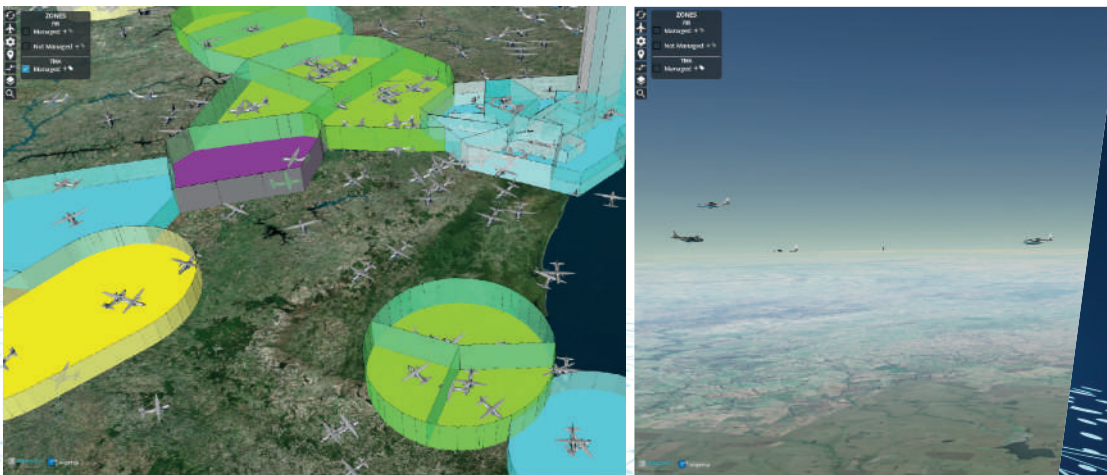 ZONES
FIR
Managed
Not Managed
TMA
Managed
ZONES
FIR
Managed
Not Managed
TMA
Managed